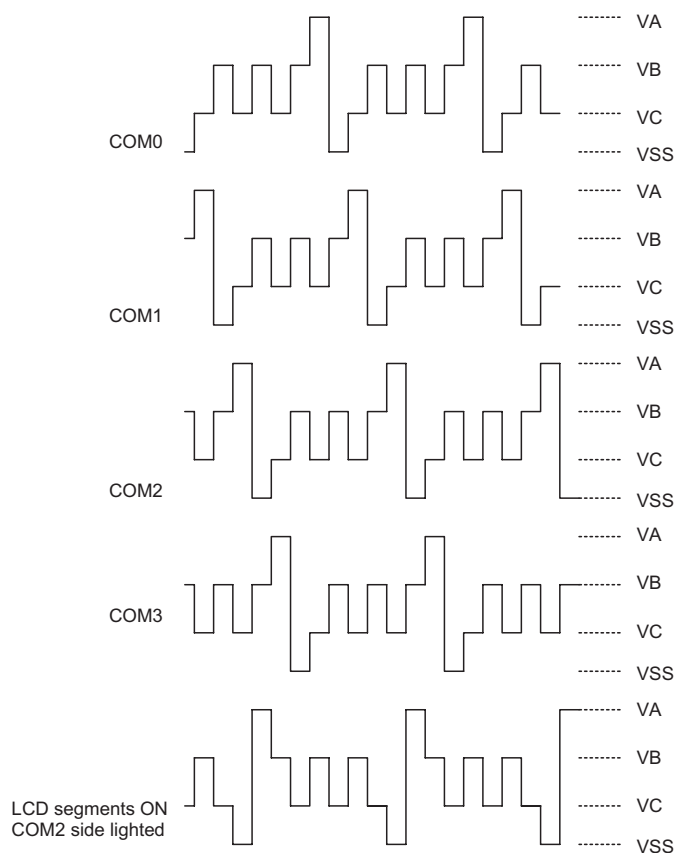 VA
VB
VC
COM0
VSS
VA
VB
VC
COM1
VSS
VA
VB
VC
COM2
VSS
VA
VB
COM3
VC
VSS
VA
VB
LCD segments ON
VC
COM2 side lighted
VSS